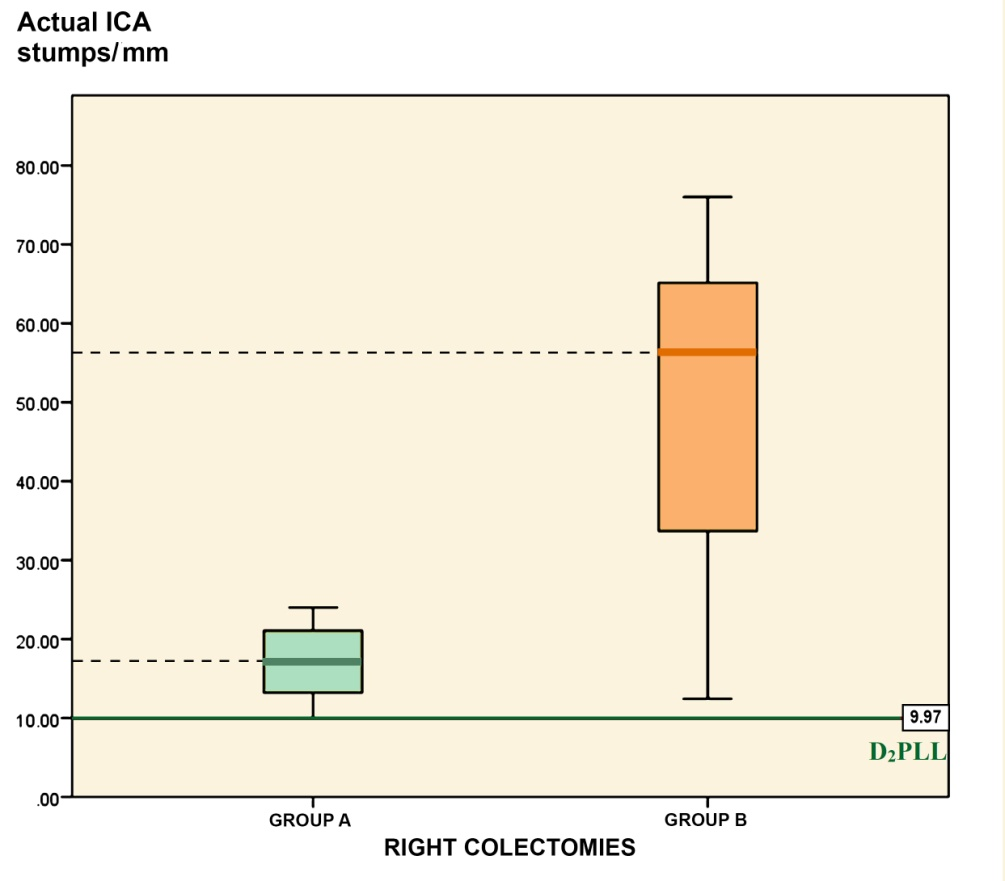 Actual ICA
stumps/mm
80.00
70.00
60.00
50.00
40.00
30.00
20.00
10.00
.00
9.97
D₂PLL
GROUP A
GROUP B
RIGHT COLECTOMIES